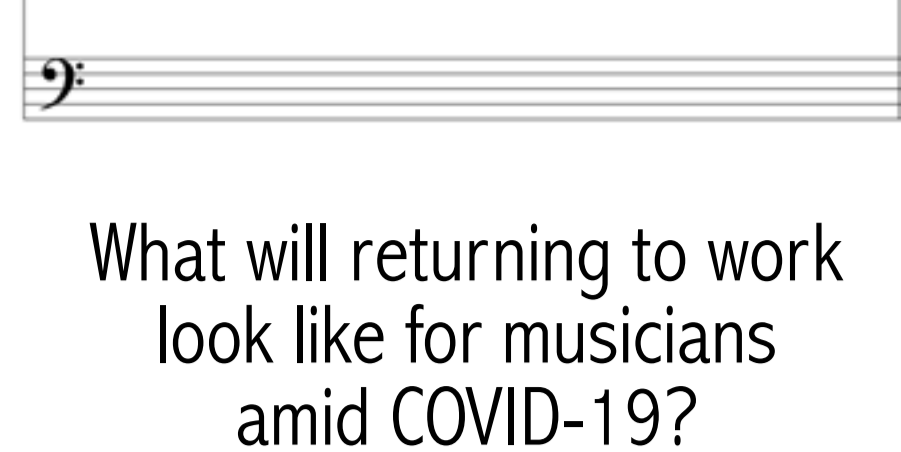 What will returning to work
look like for musicians
amid COVID-19?